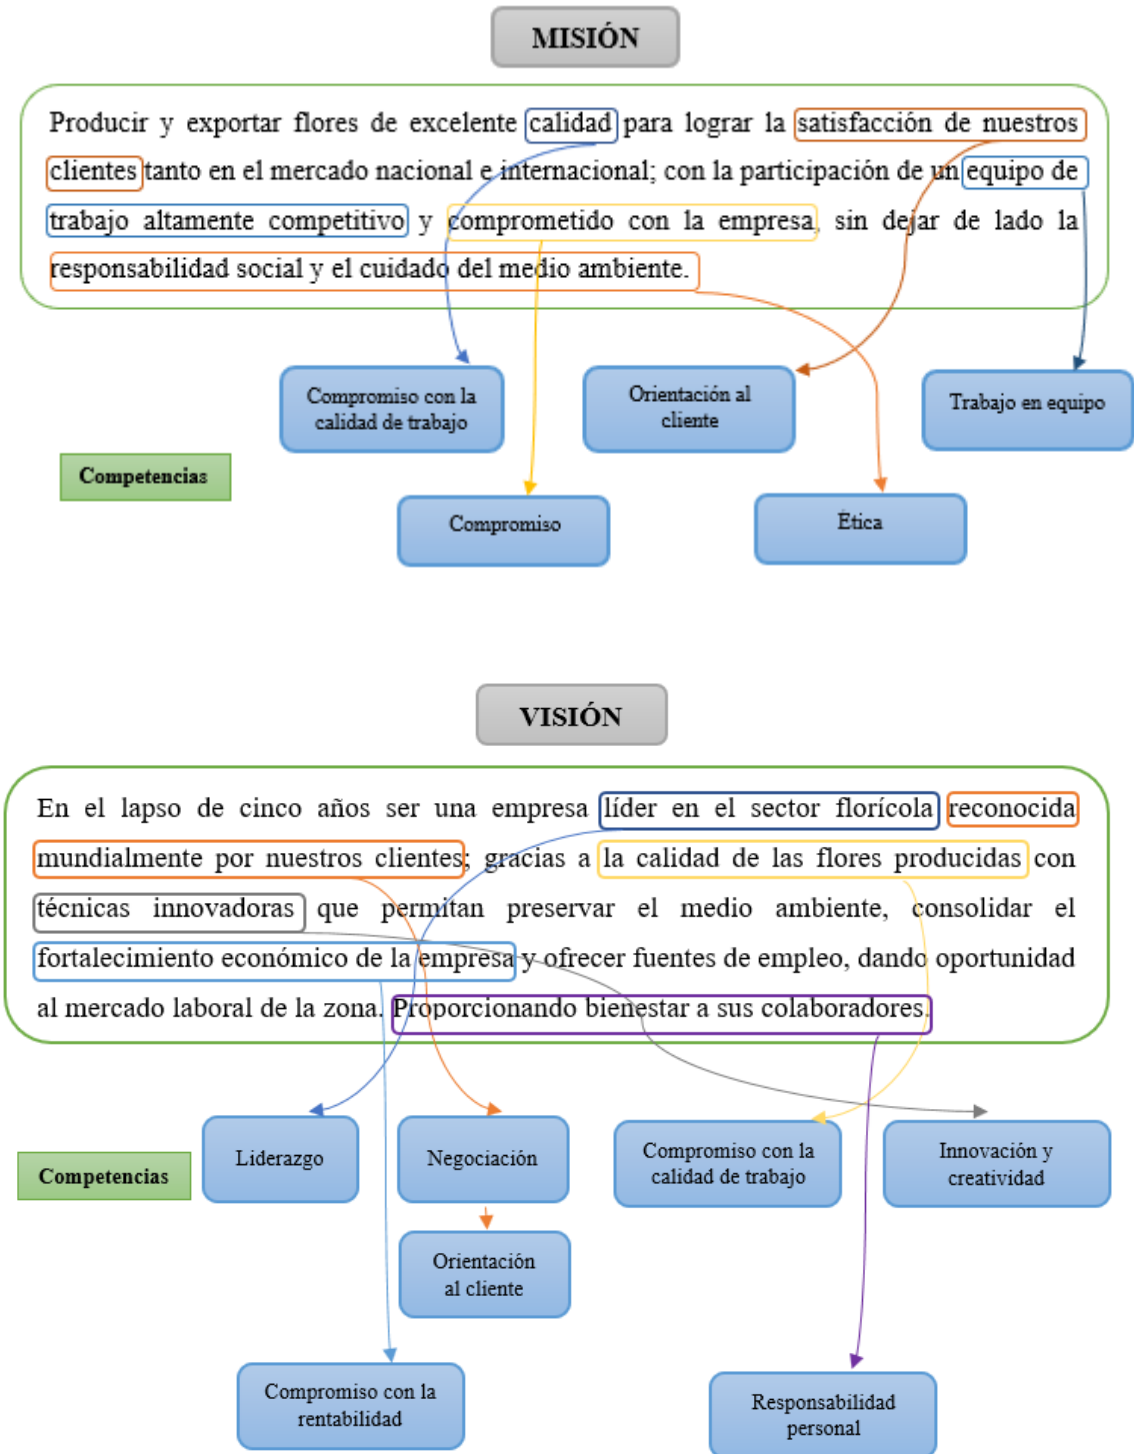 MISIÓN
Producir y exportar flores de excelente calidad para lograr la satisfacción de nuestros
clientes tanto en el mercado nacional e internacional; con la participación de un equipo de
trabajo altamente competitivo y comprometido con la empresa, sin dejar de lado la
responsabilidad social y el cuidado del medio ambiente.
Compromiso con la
calidad de trabajo
Orientación al
cliente
Trabajo en equipo
Competencias
Compromiso
Ética
VISIÓN
En el lapso de cinco años ser una empresa líder en el sector florícola reconocida
mundialmente por nuestros clientes; gracias a la calidad de las flores producidas con
técnicas innovadoras que permitan preservar el medio ambiente, consolidar el
fortalecimiento económico de la empresa y ofrecer fuentes de empleo, dando oportunidad
al mercado laboral de la zona. Proporcionando bienestar a sus colaboradores.
Competencias
Liderazgo
Negociación
Compromiso con la
calidad de trabajo
Innovación y
creatividad
Orientación
al cliente
Compromiso con la
rentabilidad
Responsabilidad
personal